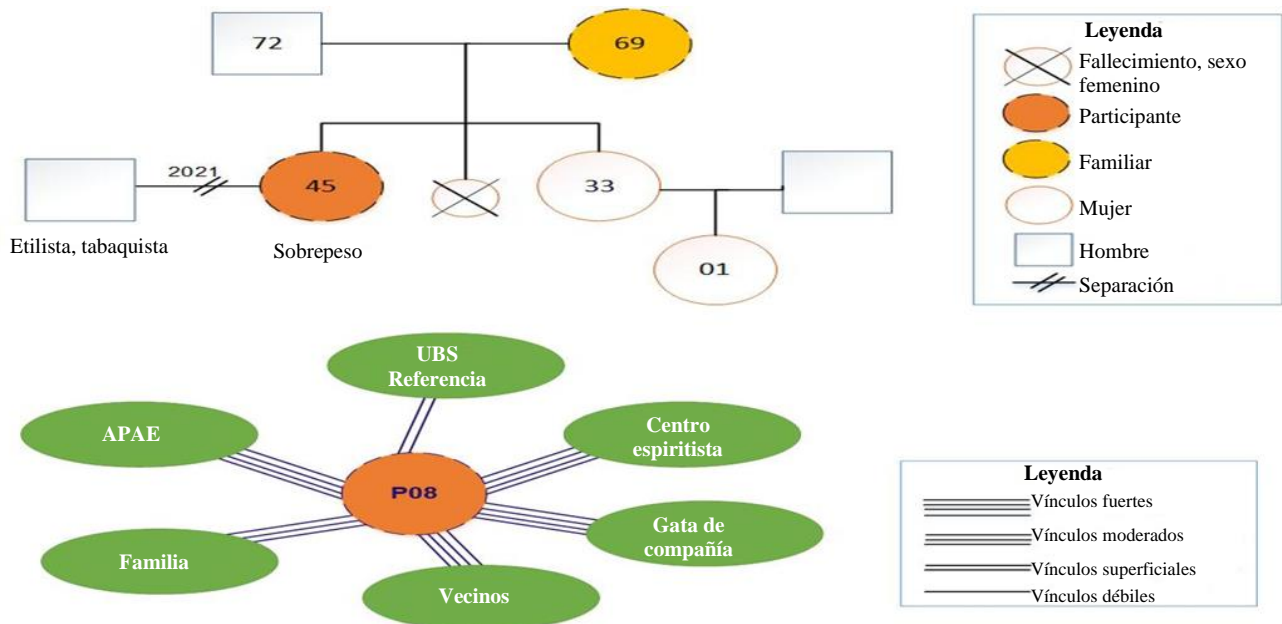 72
69
2021
45
33
01
Etilista, tabaquista
Sobrepeso
Leyenda
Fallecimiento, sexo
femenino
Participante
Familiar
Mujer
Hombre
Separación
UBS
Referencia
APAE
Centro
espiritista
P08
Familia
Gata de
compañía
Vecinos
Leyenda
Vínculos fuertes
Vínculos moderados
Vínculos superficiales
Vínculos débiles